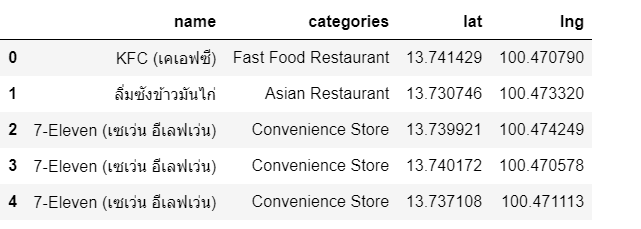 name categories lat lng
0 KFC (เคเอฟซี) Fast Food Restaurant 13.741429 100.470790
1 ลิ่มซังข้าวมันไก่ Asian Restaurant 13.730746 100.473320
2 7-Eleven (เซเว่น อีเลฟเว่น) Convenience Store 13.739921 100.474249
3 7-Eleven (เซเว่น อีเลฟเว่น) Convenience Store 13.740172 100.470578
4 7-Eleven (เซเว่น อีเลฟเว่น) Convenience Store 13.737108 100.471113